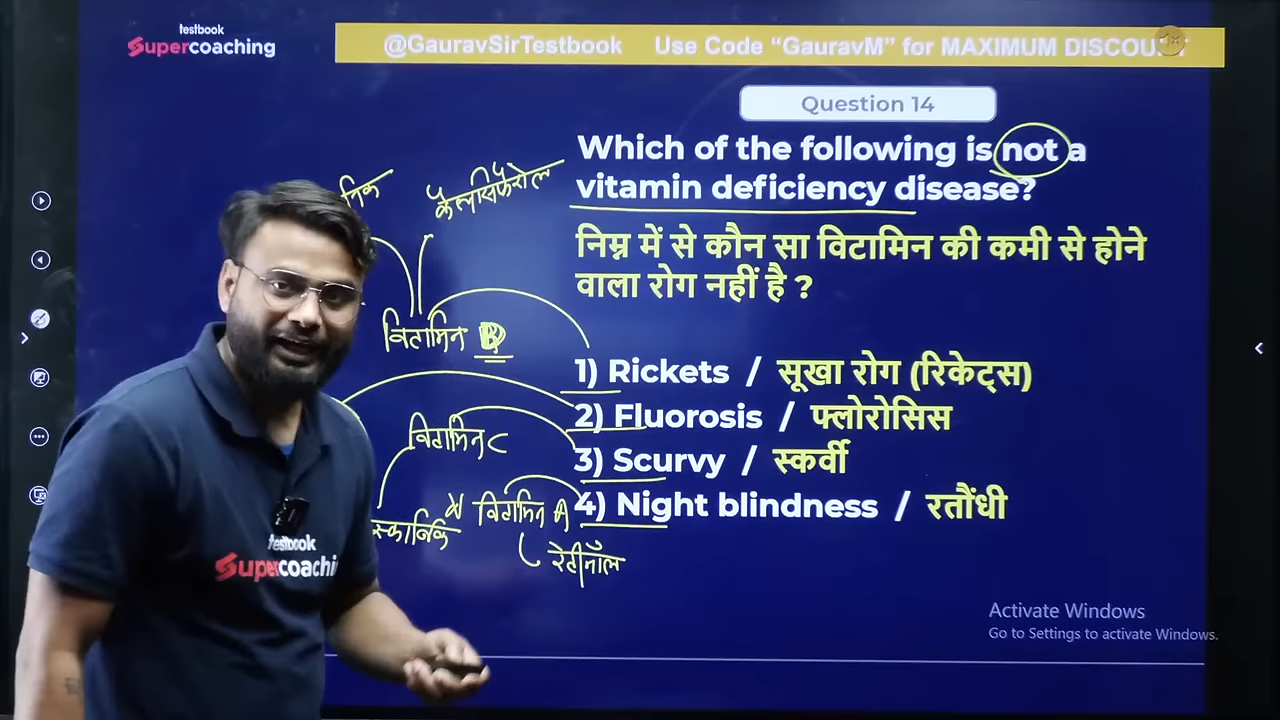 testbook
Supercoaching
@GauravSirTestbook Use Code “GauravM” for MAXIMUM DISCOUNT
Question 14
Which of the following is not a
vitamin deficiency disease?
निम्न में से कौन सा विटामिन की कमी से होने
वाला रोग नहीं है ?
कैलसिफेरॉल
विटामिन D
1) Rickets / सूखा रोग (रिकेट्स)
2) Fluorosis / फ्लोरोसिस
विटामिन C
3) Scurvy / स्कर्वी
विटामिन A
4) Night blindness / रतौंधी
रेटीनॉल
testbook
Supercoachi
Activate Windows
Go to Settings to activate Windows.